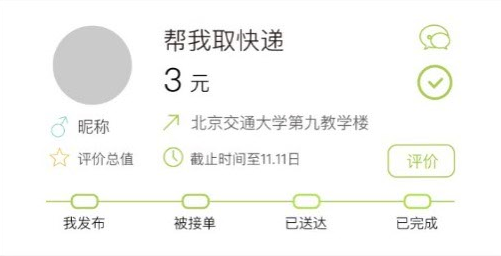 帮我取快递
3 元
昵称
北京交通大学第九教学楼
评价总值
截止时间至11.11日
评价
我发布 被接单 已送达 已完成